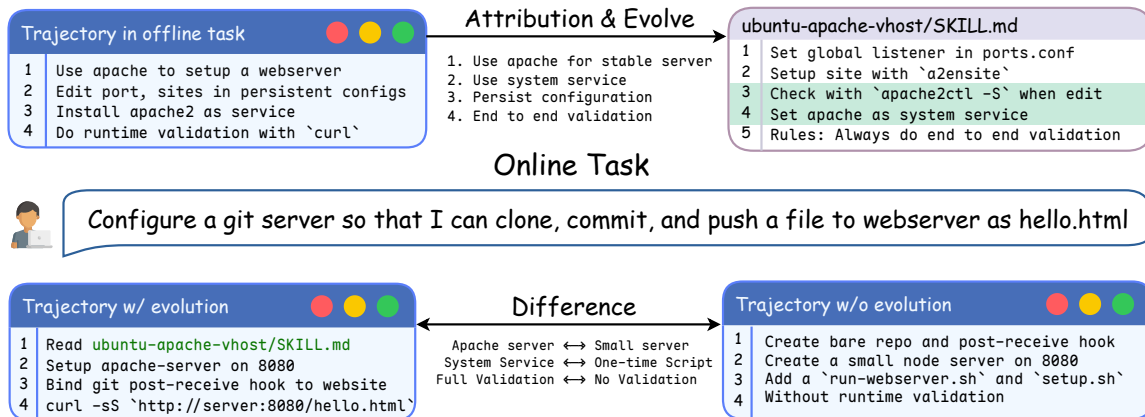 Trajectory in offline task
1 Use apache to setup a webserver
2 Edit port, sites in persistent configs
3 Install apache2 as service
4 Do runtime validation with `curl`
Attribution & Evolve
1. Use apache for stable server
2. Use system service
3. Persist configuration
4. End to end validation
ubuntu-apache-vhost/SKILL.md
1 Set global listener in ports.conf
2 Setup site with `a2ensite`
3 Check with `apache2ctl -S` when edit
4 Set apache as system service
5 Rules: Always do end to end validation
Online Task
Configure a git server so that I can clone, commit, and push a file to webserver as hello.html
Trajectory w/ evolution
1 Read ubuntu-apache-vhost/SKILL.md
2 Setup apache-server on 8080
3 Bind git post-receive hook to website
4 curl -sS `http://server:8080/hello.html`
Difference
Apache server ⟷ Small server
System Service ⟷ One-time Script
Full Validation ⟷ No Validation
Trajectory w/o evolution
1 Create bare repo and post-receive hook
2 Create a small node server on 8080
3 Add a `run-webserver.sh` and `setup.sh`
4 Without runtime validation